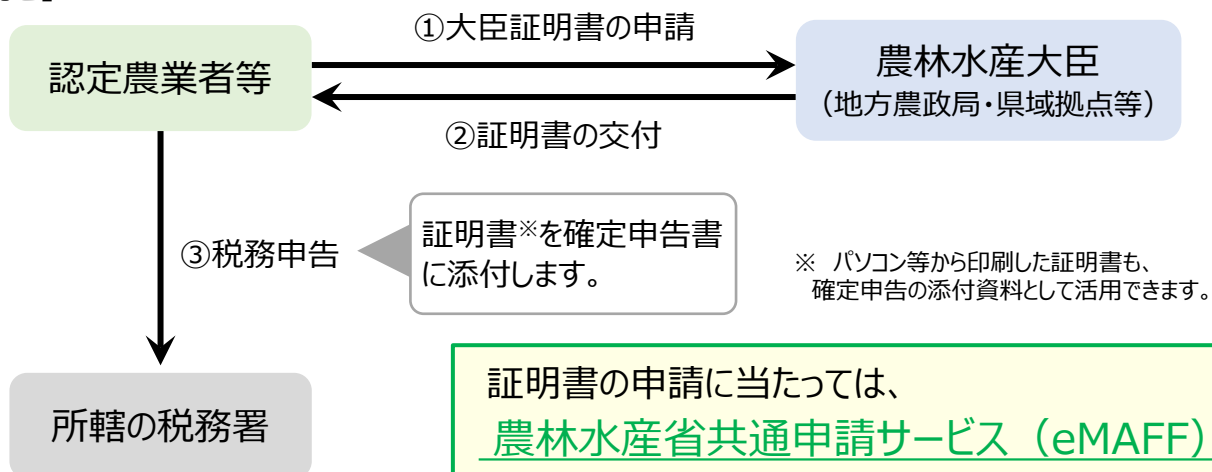 ①大臣証明書の申請
認定農業者等
農林水産大臣
(地方農政局・県域拠点等)
②証明書の交付
③税務申告
証明書※を確定申告書
に添付します。
※ パソコン等から印刷した証明書も、
確定申告の添付資料として活用できます。
所轄の税務署
証明書の申請に当たっては、
農林水産省共通申請サービス(eMAFF)